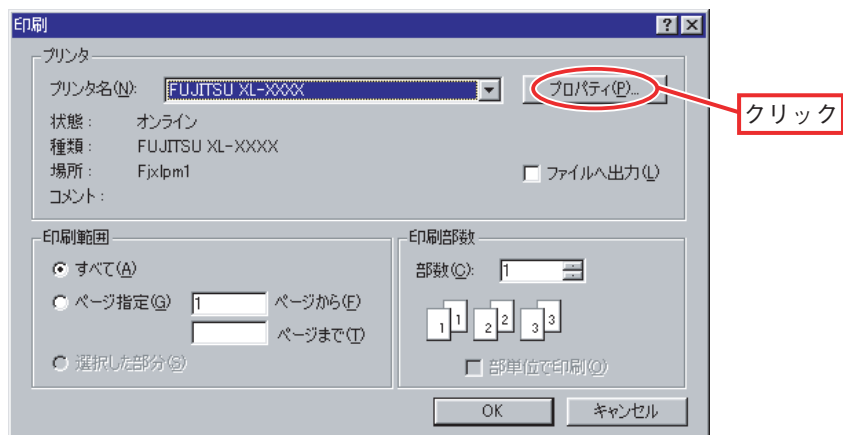 印刷
プリンタ
プリンタ名(N): FUJITSU XL-XXXX プロパティ(P)...
クリック
状態： オンライン
種類： FUJITSU XL-XXXX
場所： Fjxlpm1 ファイルへ出力(L)
コメント：
印刷範囲
すべて(A)
ページ指定(G) 1 ページから(F)
ページまで(T)
選択した部分(S)
印刷部数
部数(C): 1
1 1 2 2 3 3
部単位で印刷(O)
OK キャンセル